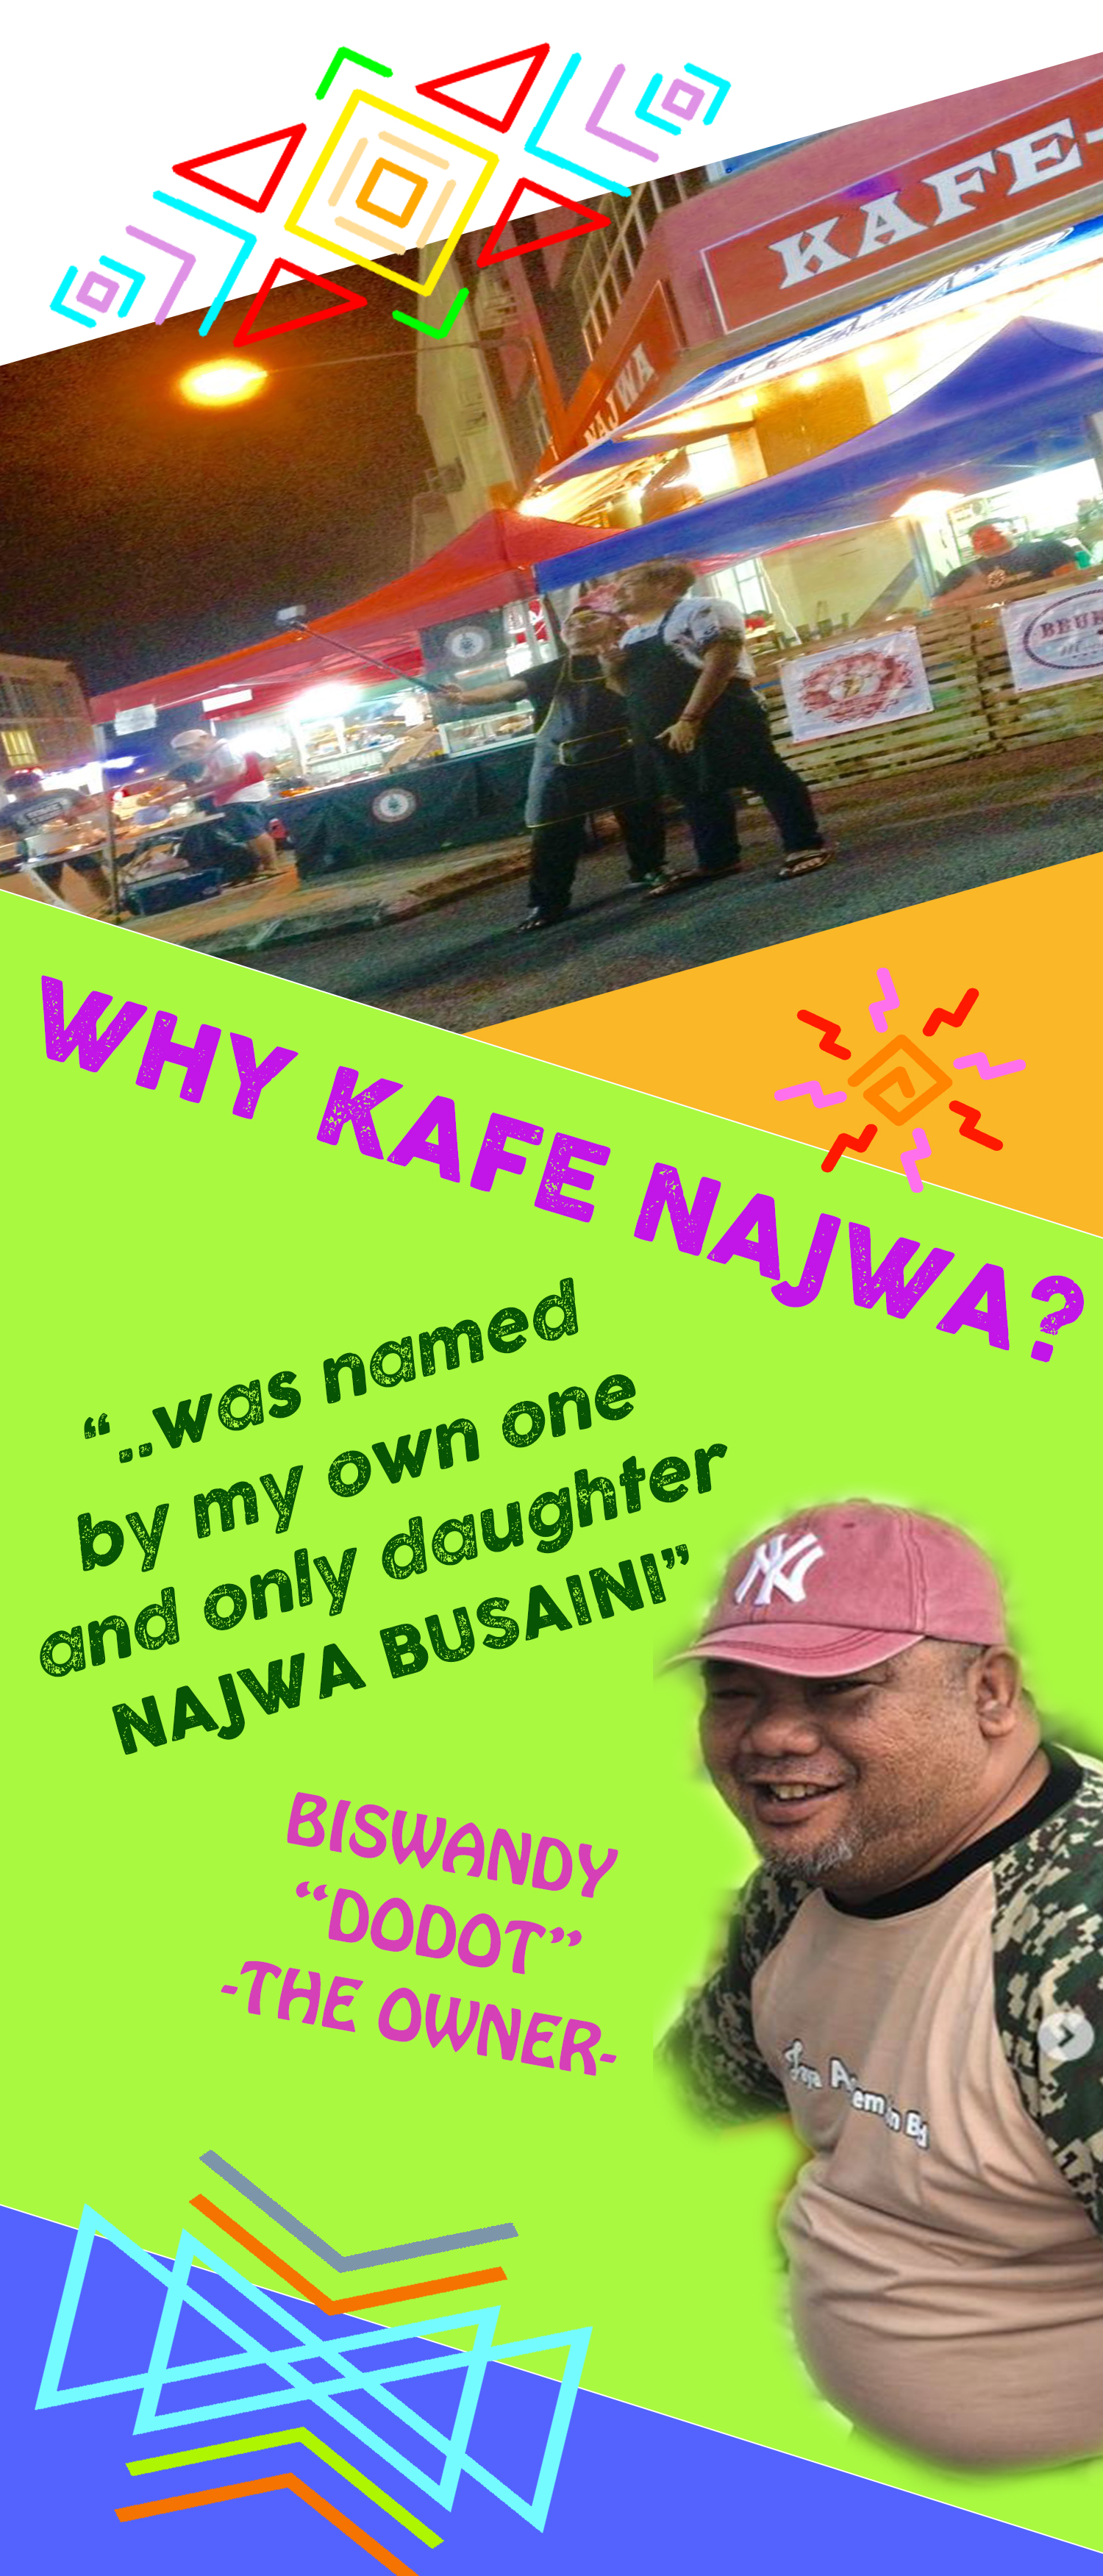 KAFE-
NAJWA
WHY KAFE NAJWA?
“..was named
by my own one
and only daughter
NAJWA BUSAINI”
NY
BISWANDY
“DODOT”
-THE OWNER-